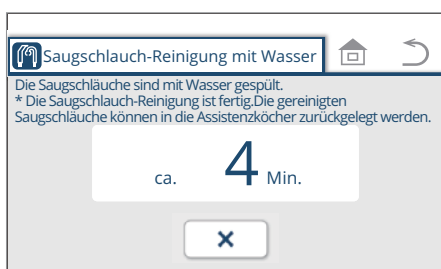 Saugschlauch-Reinigung mit Wasser
Die Saugschläuche sind mit Wasser gespült.
* Die Saugschlauch-Reinigung ist fertig.Die gereinigten
Saugschläuche können in die Assistenzköcher zurückgelegt werden.
ca. 4 Min.